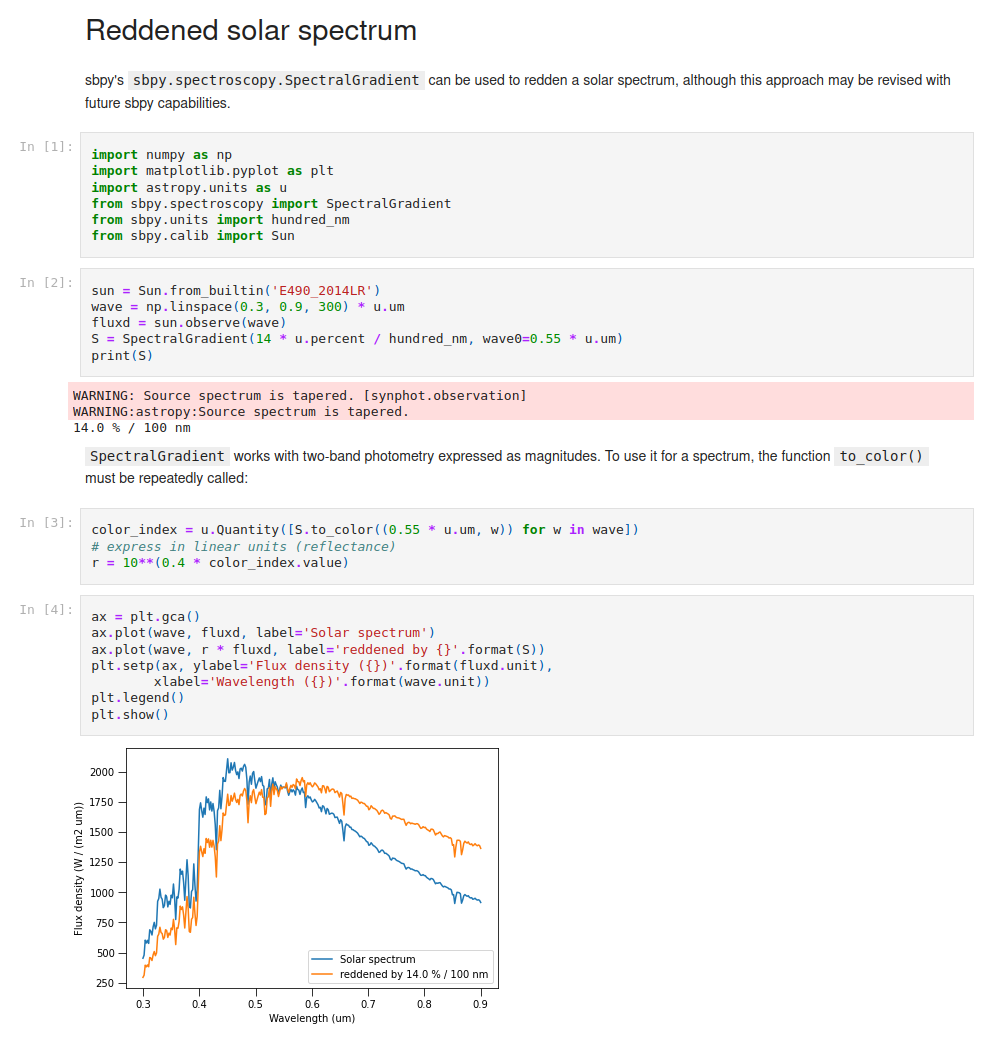 Reddened solar spectrum
sbpy's sbpy.spectroscopy.SpectralGradient can be used to redden a solar spectrum, although this approach may be revised with
future sbpy capabilities.
In [1]:
import numpy as np
import matplotlib.pyplot as plt
import astropy.units as u
from sbpy.spectroscopy import SpectralGradient
from sbpy.units import hundred_nm
from sbpy.calib import Sun
In [2]:
sun = Sun.from_builtin('E490_2014LR')
wave = np.linspace(0.3, 0.9, 300) * u.um
fluxd = sun.observe(wave)
S = SpectralGradient(14 * u.percent / hundred_nm, wave0=0.55 * u.um)
print(S)
WARNING: Source spectrum is tapered. [synphot.observation]
WARNING:astropy:Source spectrum is tapered.
14.0 % / 100 nm
SpectralGradient works with two-band photometry expressed as magnitudes. To use it for a spectrum, the function to_color()
must be repeatedly called:
In [3]:
color_index = u.Quantity([S.to_color((0.55 * u.um, w)) for w in wave])
# express in linear units (reflectance)
r = 10**(0.4 * color_index.value)
In [4]:
ax = plt.gca()
ax.plot(wave, fluxd, label='Solar spectrum')
ax.plot(wave, r * fluxd, label='reddened by {}'.format(S))
plt.setp(ax, ylabel='Flux density ({})'.format(fluxd.unit),
xlabel='Wavelength ({})'.format(wave.unit))
plt.legend()
plt.show()
Flux density (W / (m2 um))
2000
1750
1500
1250
1000
750
500
250
Solar spectrum
reddened by 14.0 % / 100 nm
0.3 0.4 0.5 0.6 0.7 0.8 0.9
Wavelength (um)